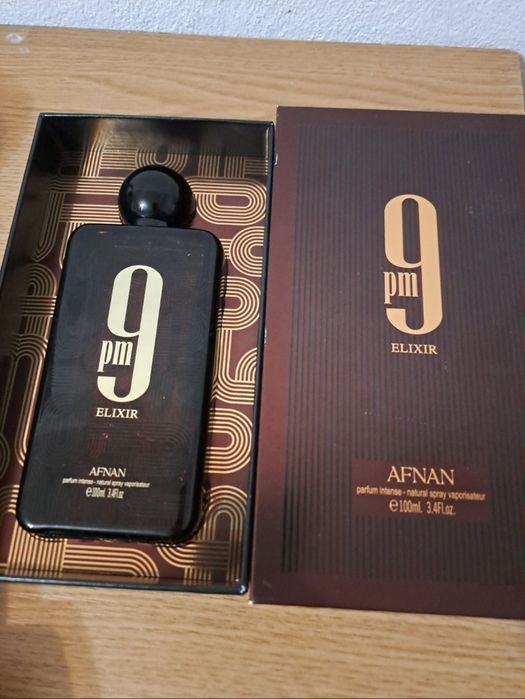 9
pm
ELIXIR
AFNAN
parfum intense - natural spray vaporisateur
℮100ml. 3.4Fl.oz
9
pm
ELIXIR
AFNAN
parfum intense - natural spray vaporisateur
℮100ml. 3.4Fl.oz.